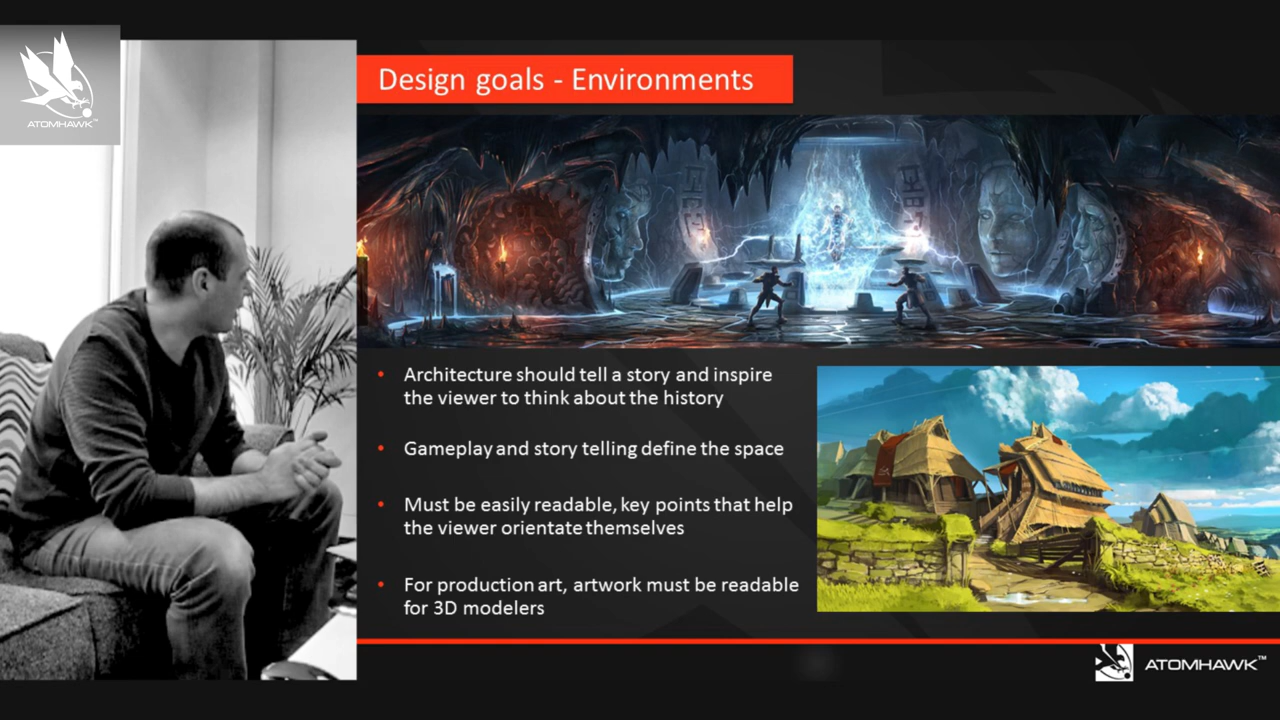 ATOMHAWK™
Design goals - Environments
• Architecture should tell a story and inspire
the viewer to think about the history
• Gameplay and story telling define the space
• Must be easily readable, key points that help
the viewer orientate themselves
• For production art, artwork must be readable
for 3D modelers
ATOMHAWK™